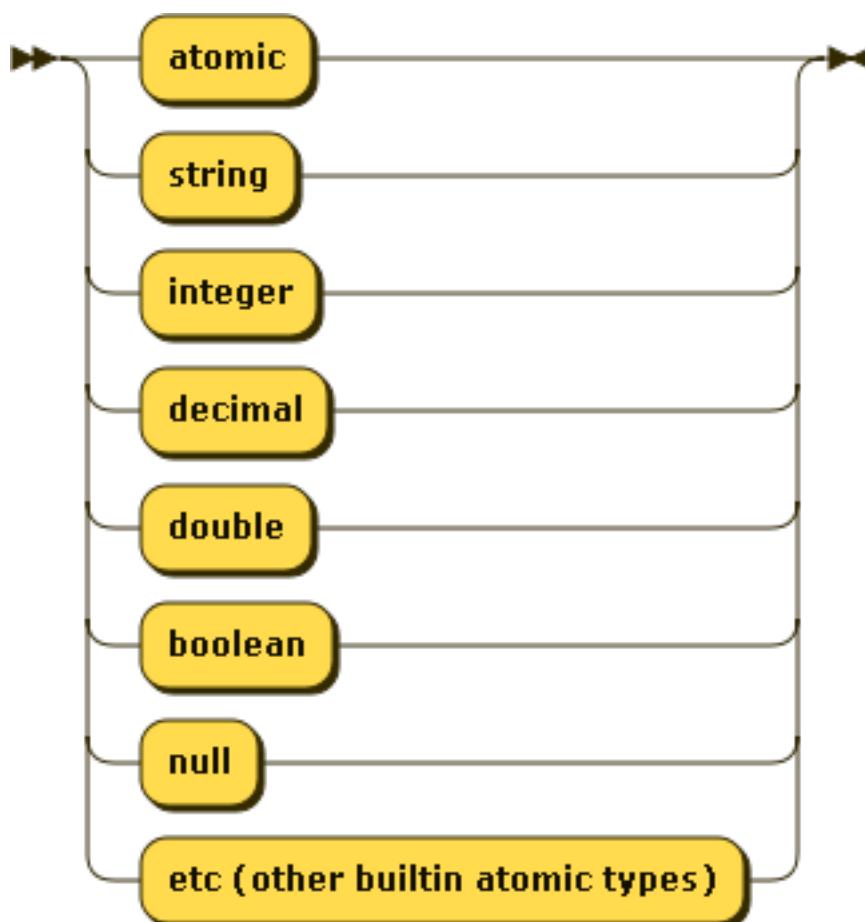 atomic
string
integer
decimal
double
boolean
null
etc (other builtin atomic types)